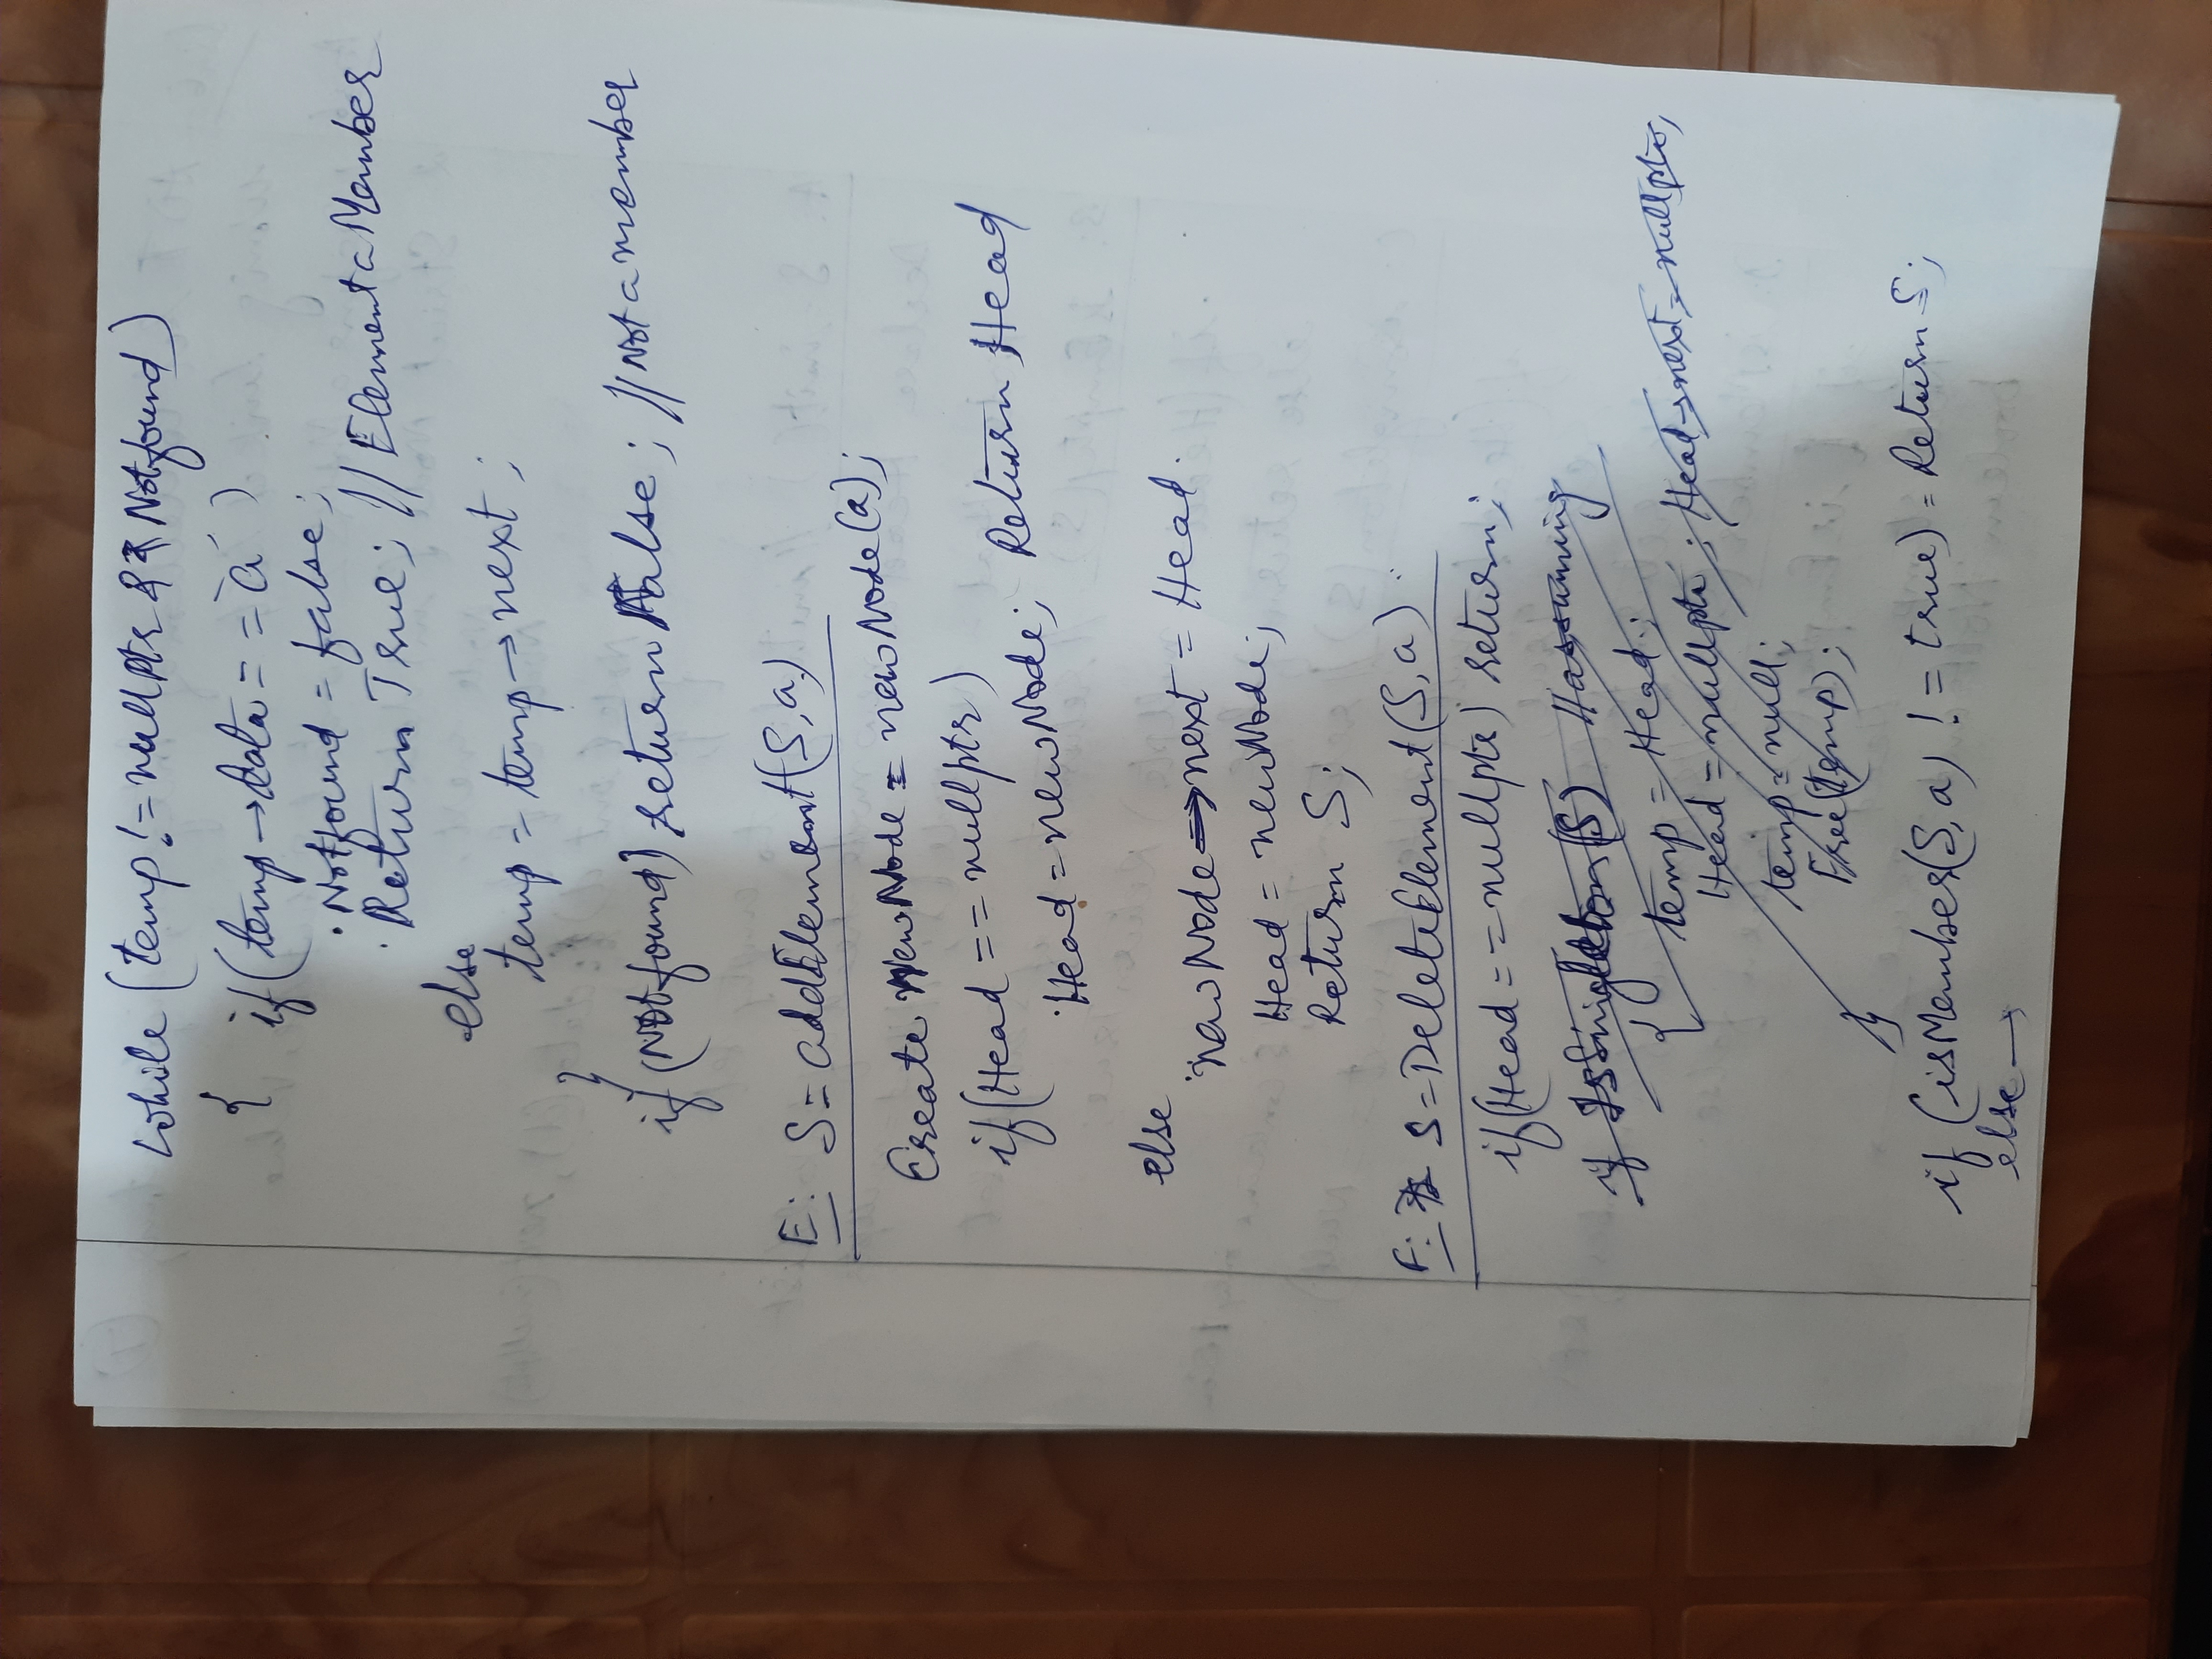 while (temp != nullptr && Notfound)
{ if (temp→data == 'a')
. Notfound = false;
. Return True; // Element a Member
else
temp = temp → next;
}
if (Notfound) return False; // Not a member
E: S = addElement(S, a)
Create newNode = newNode(a);
if (Head == nullptr)
. Head = newNode; Return Head
else
newNode → next = Head.
Head = newNode;
Return S;
F: S = DeleteElement(S, a).
if (Head == nullptr) return;
if IsSingleton(S) Hassuming
{ temp = Head;
Head = nullptr; Head→next = nullptr;
temp = null;
Free(temp);
}
if (isMember(S, a) != true) = Return S;
else →